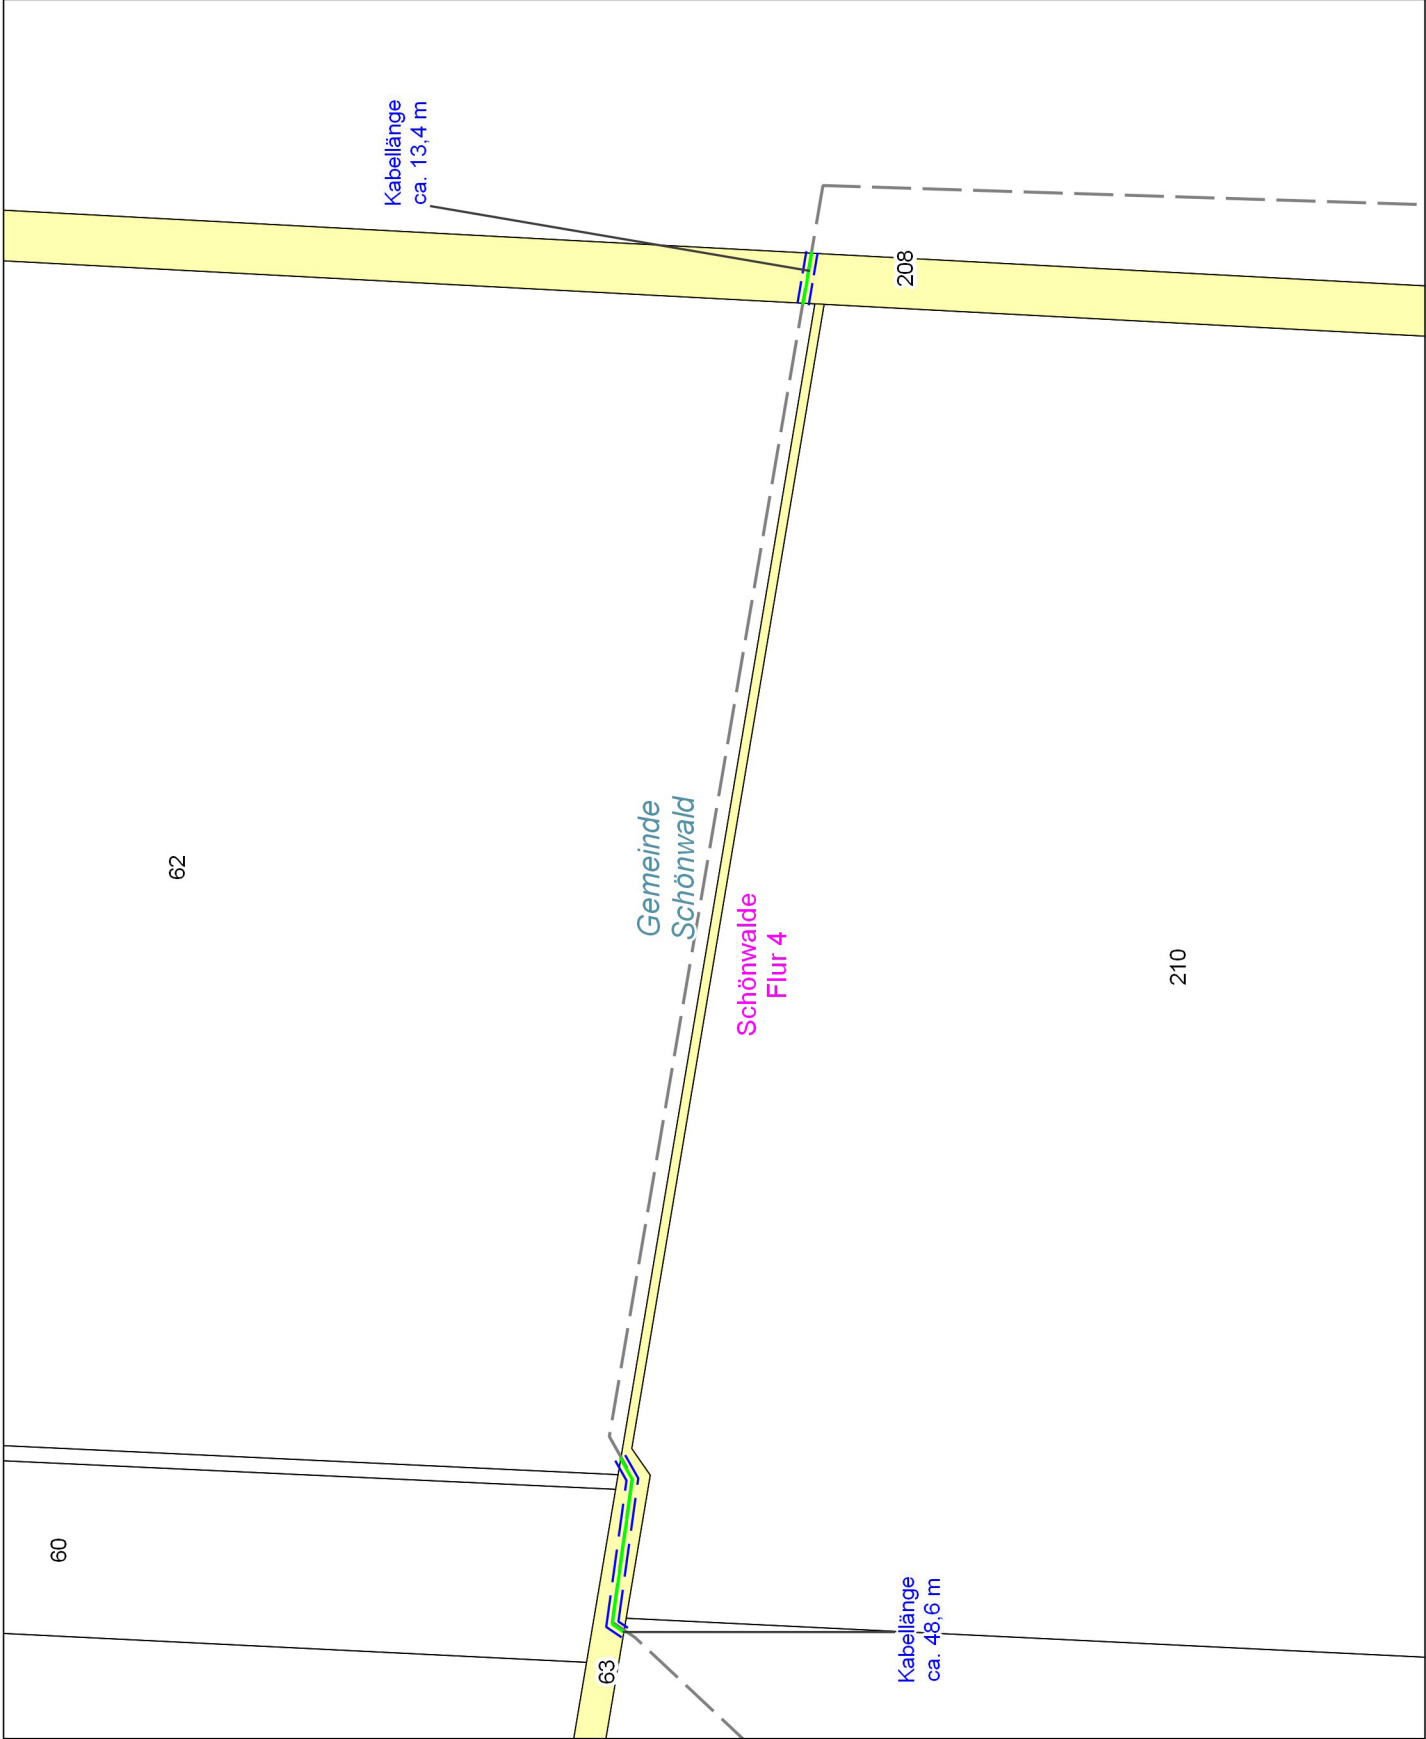 Kabellänge
ca. 13,4 m
208
62
Gemeinde
Schönwald
Schönwalde
Flur 4
210
60
63
Kabellänge
ca. 48,6 m